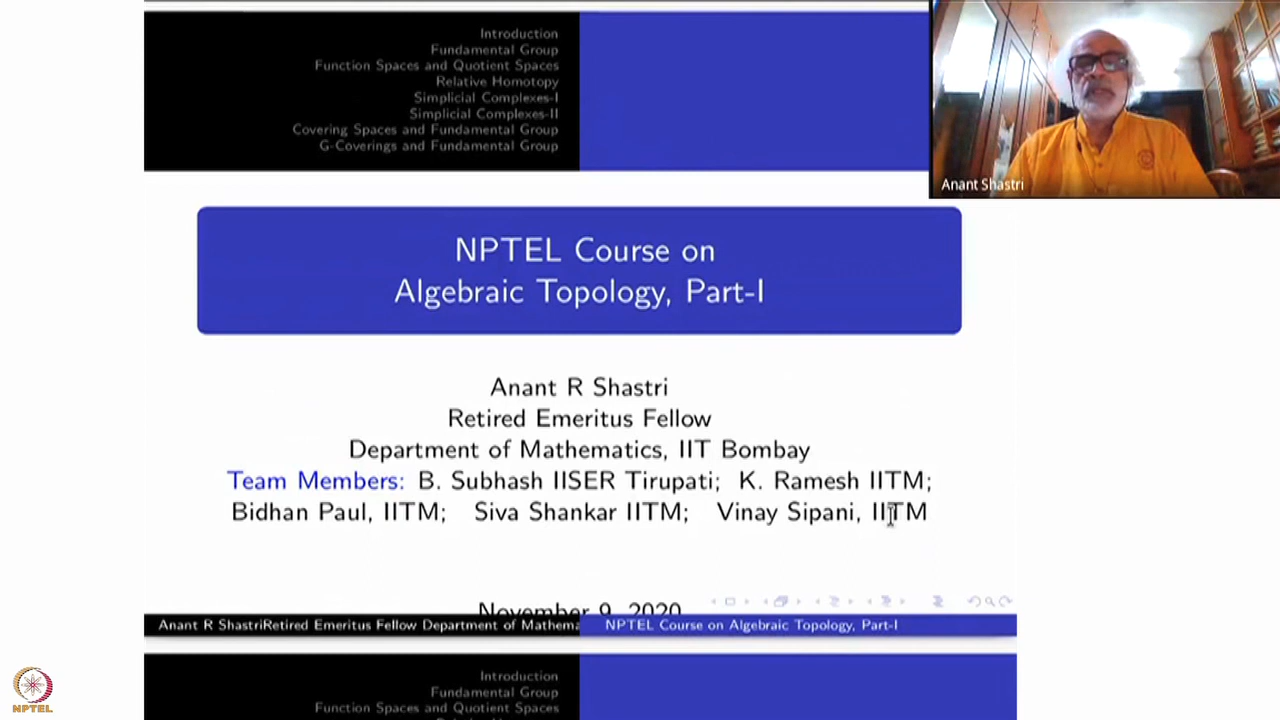 Introduction
Fundamental Group
Function Spaces and Quotient Spaces
Relative Homotopy
Simplicial Complexes-I
Simplicial Complexes-II
Covering Spaces and Fundamental Group
G-Coverings and Fundamental Group
Anant Shastri
NPTEL Course on
Algebraic Topology, Part-I
Anant R Shastri
Retired Emeritus Fellow
Department of Mathematics, IIT Bombay
Team Members: B. Subhash IISER Tirupati; K. Ramesh IITM;
Bidhan Paul, IITM; Siva Shankar IITM; Vinay Sipani, IITM
November 9, 2020
Anant R ShastriRetired Emeritus Fellow Department of Mathema
NPTEL Course on Algebraic Topology, Part-I
Introduction
Fundamental Group
Function Spaces and Quotient Spaces
NPTEL